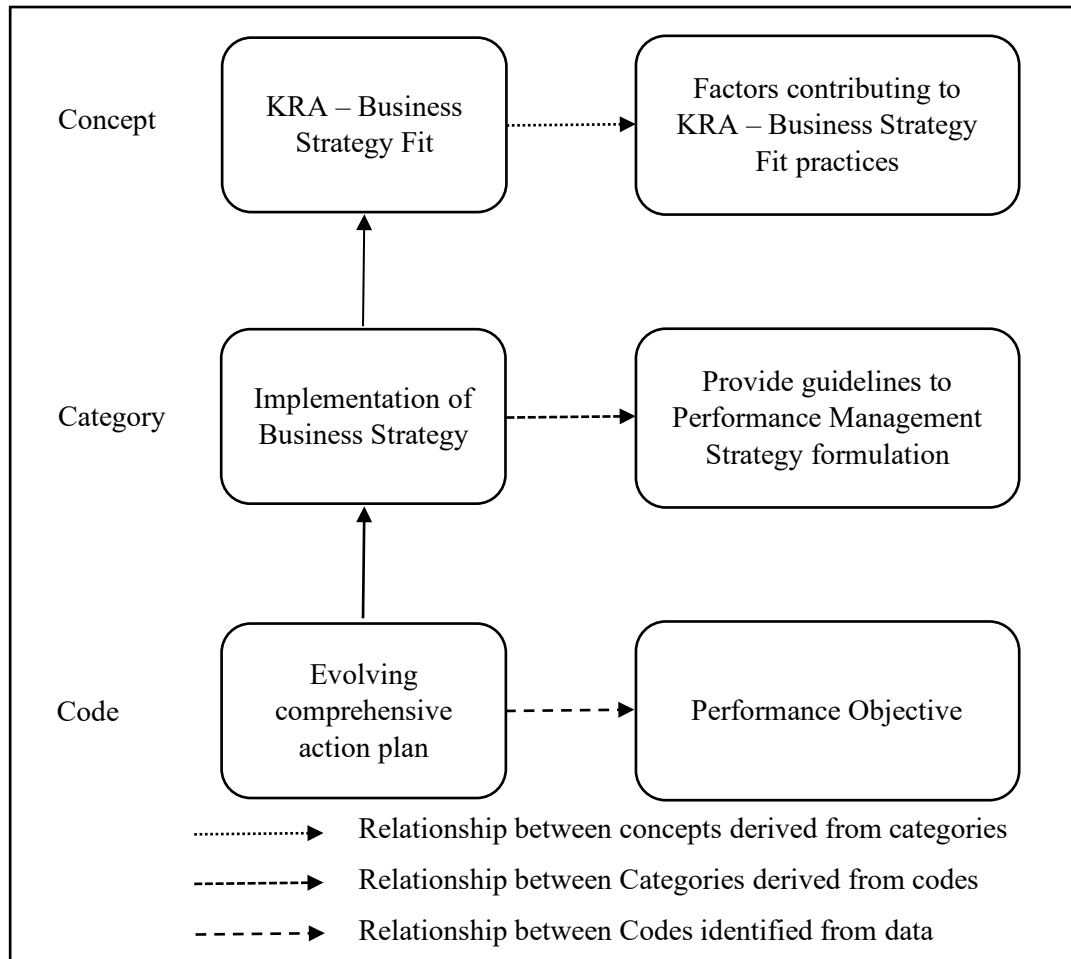 Concept
KRA – Business
Strategy Fit
Factors contributing to
KRA – Business Strategy
Fit practices
Category
Implementation of
Business Strategy
Provide guidelines to
Performance Management
Strategy formulation
Code
Evolving
comprehensive
action plan
Performance Objective
Relationship between concepts derived from categories
Relationship between Categories derived from codes
Relationship between Codes identified from data